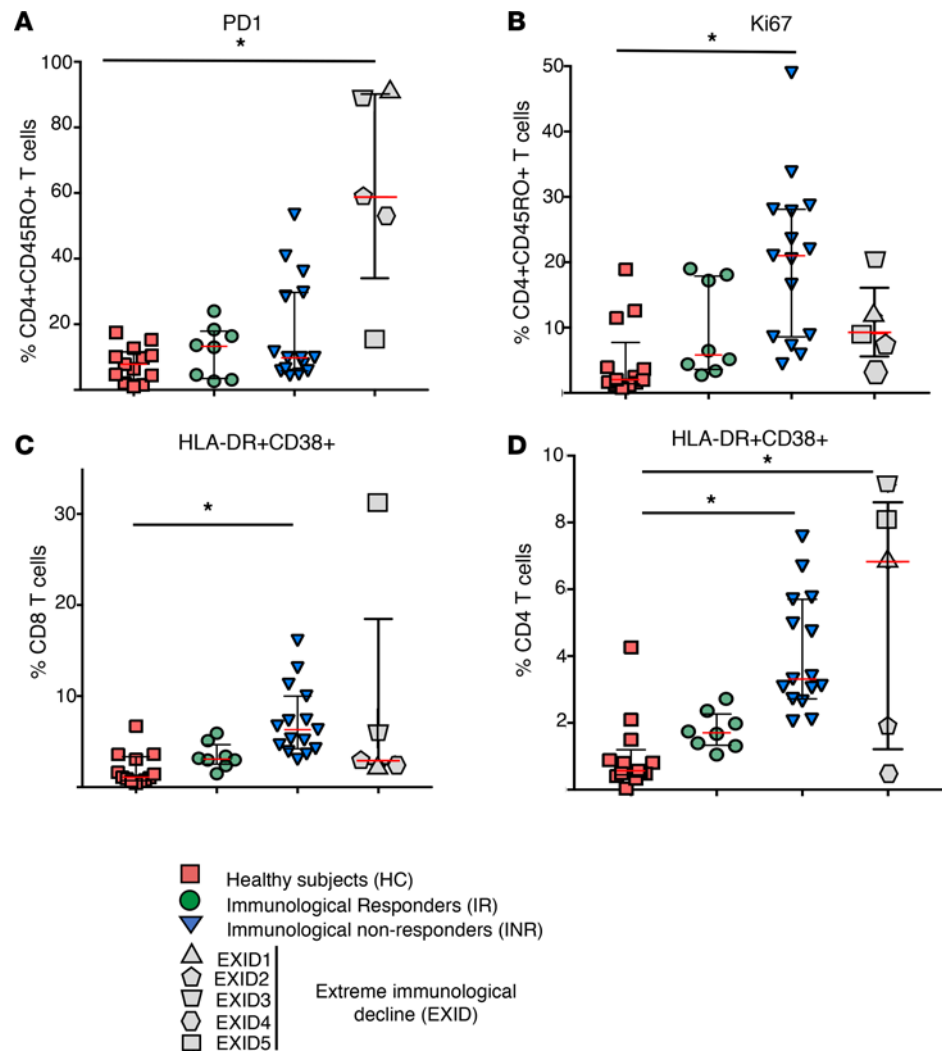 A
PD1
*
% CD4+CD45RO+ T cells
100
80
60
40
20
B
Ki67
*
% CD4+CD45RO+ T cells
50
40
30
20
10
C
HLA-DR+CD38+
*
% CD8 T cells
30
20
10
D
HLA-DR+CD38+
*
*
% CD4 T cells
10
8
6
4
2
Healthy subjects (HC)
Immunological Responders (IR)
Immunological non-responders (INR)
EXID1
EXID2
EXID3
EXID4
EXID5
Extreme immunological
decline (EXID)